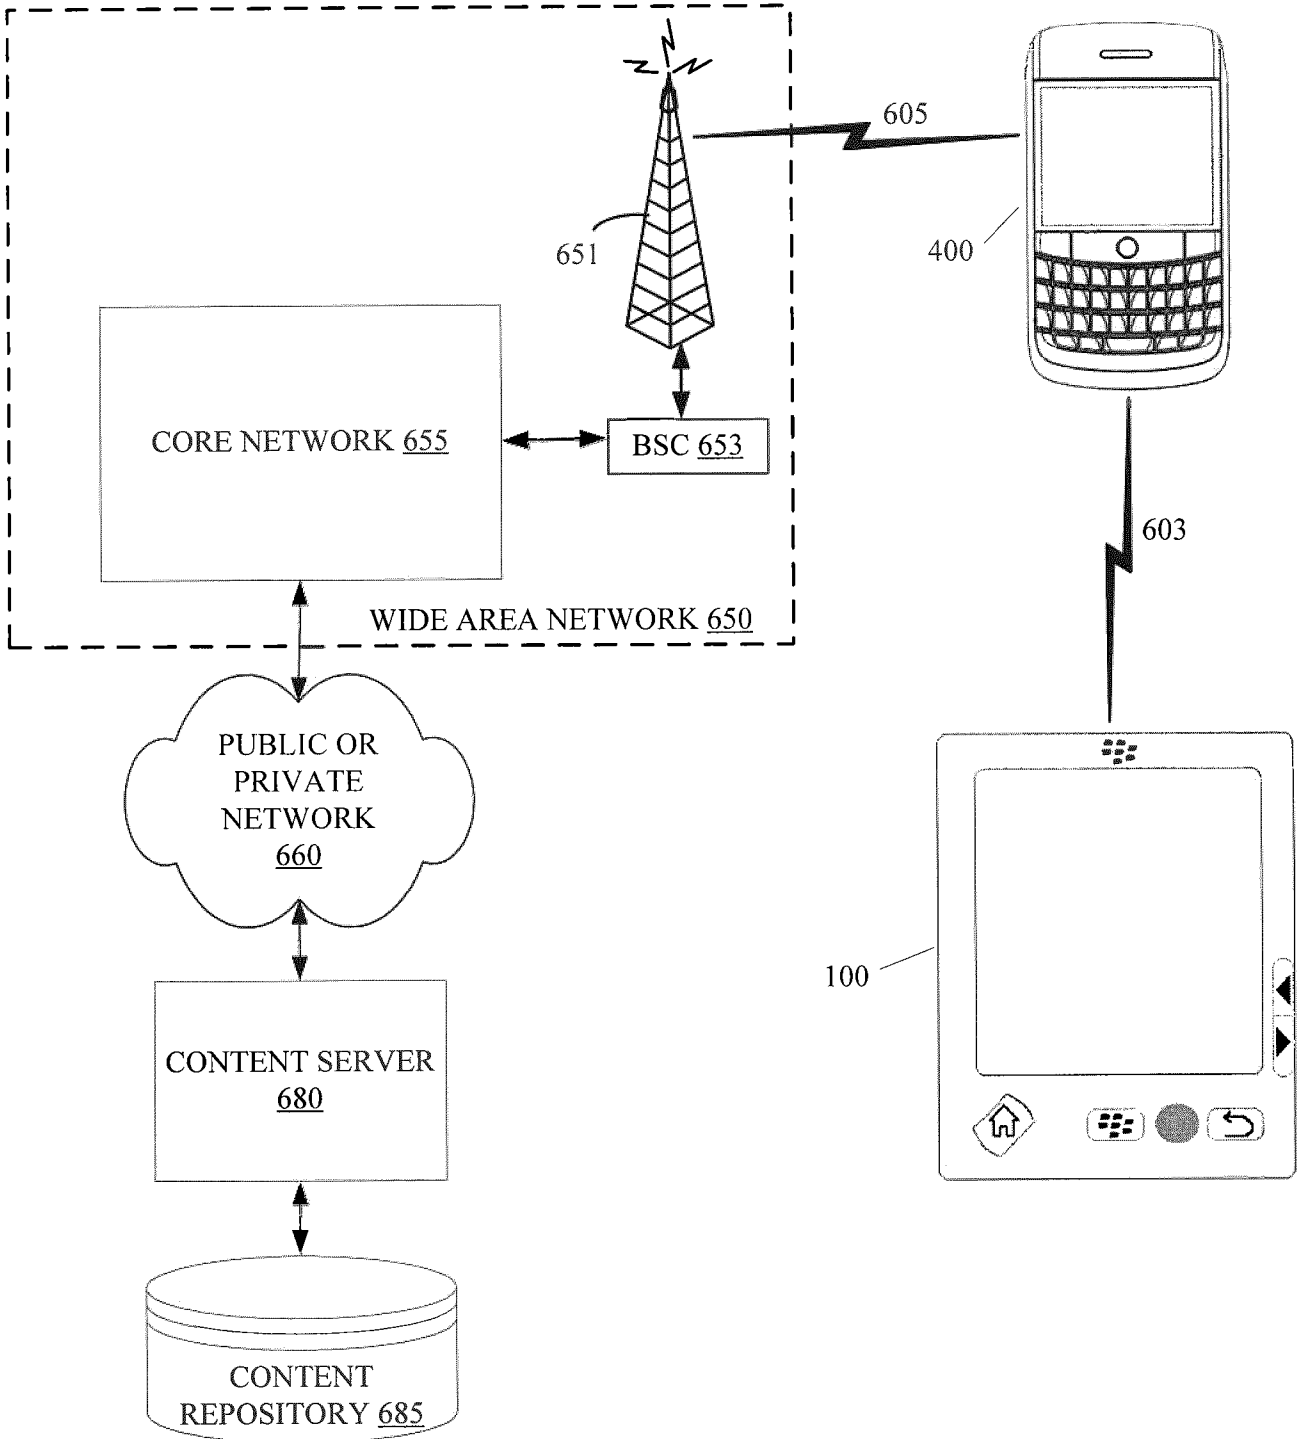 605
651
400
CORE NETWORK 655
BSC 653
603
WIDE AREA NETWORK 650
PUBLIC OR
PRIVATE
NETWORK
660
100
CONTENT SERVER
680
CONTENT
REPOSITORY 685